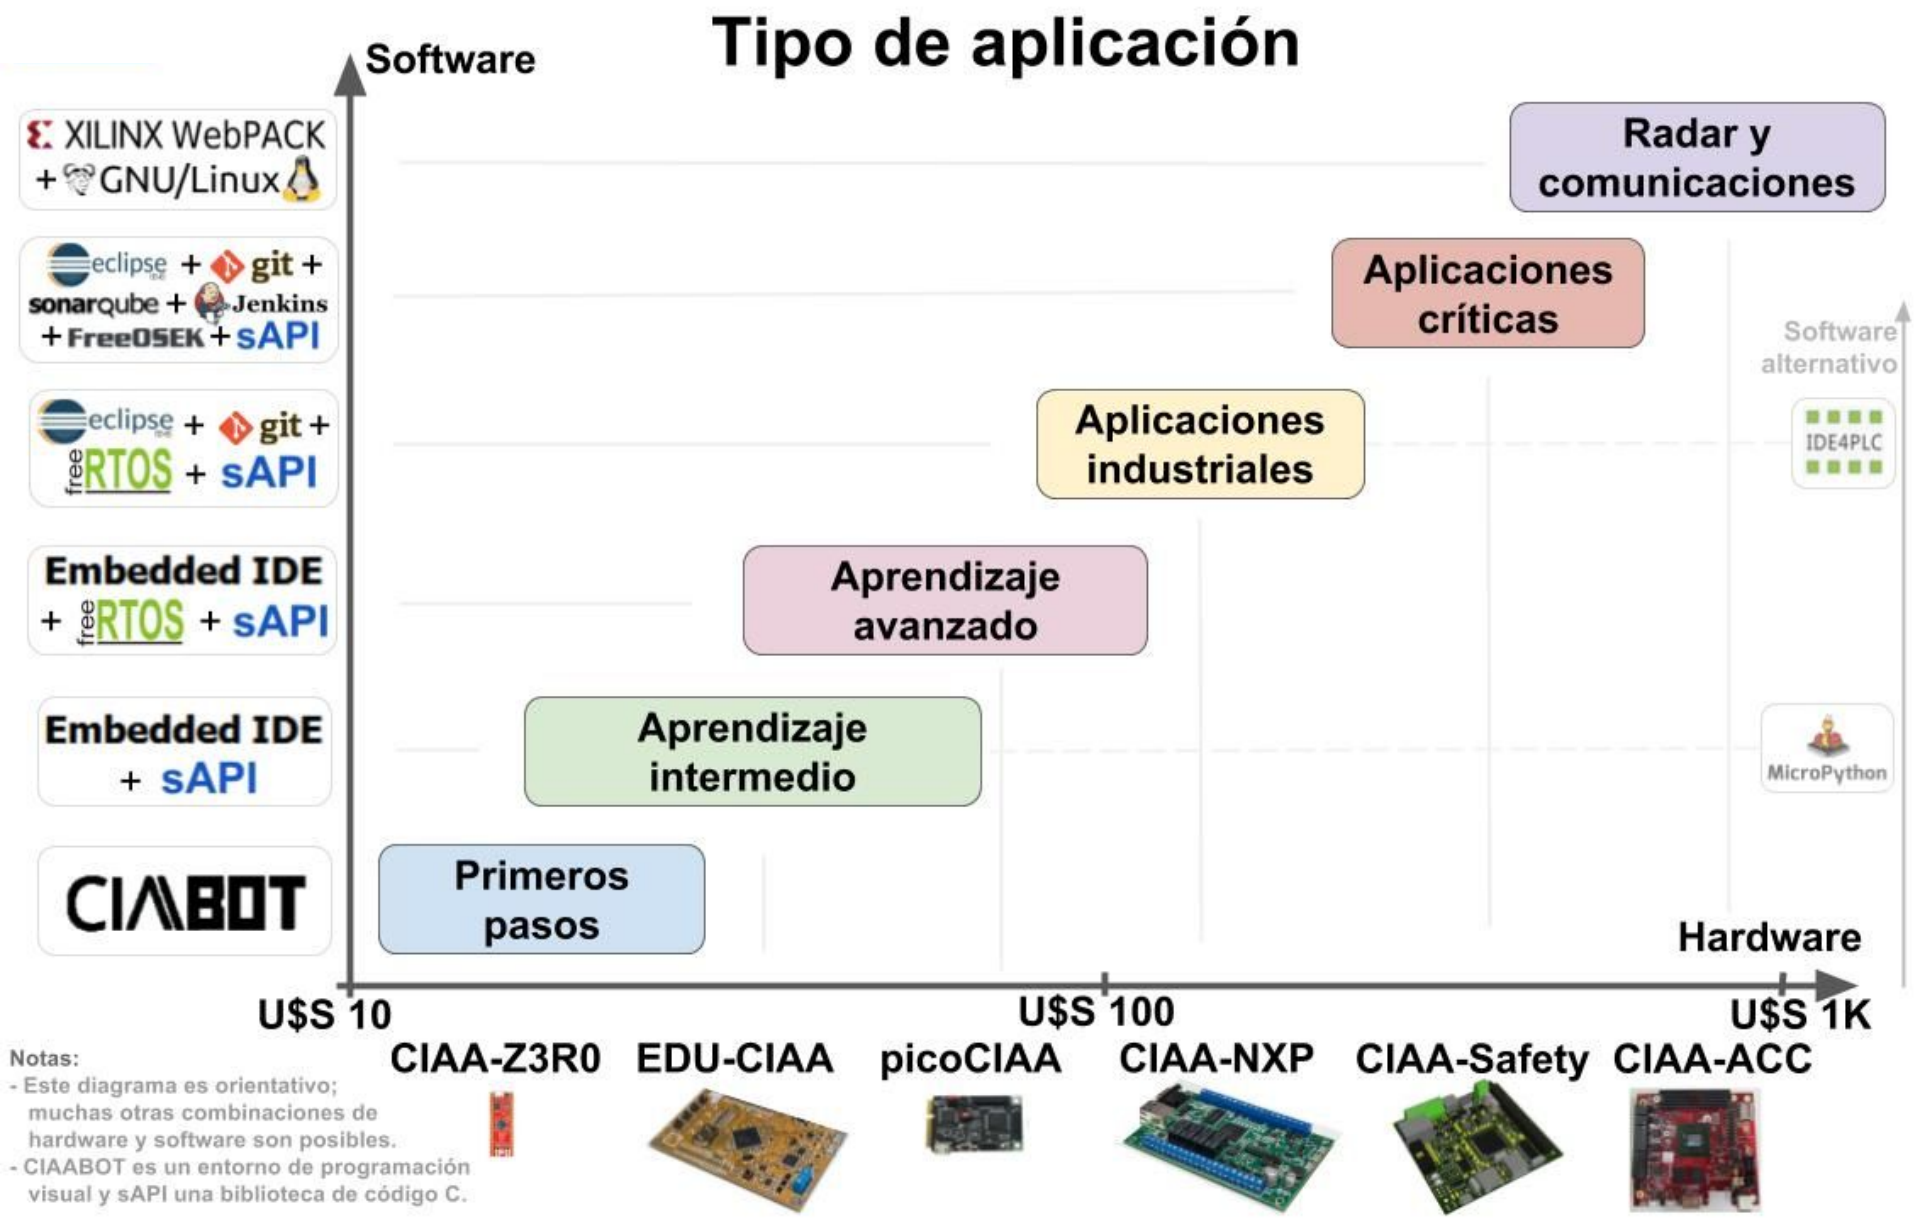 Tipo de aplicación
Software
XILINX WebPACK
+ GNU/Linux
Radar y
comunicaciones
eclipse + git +
sonarqube + Jenkins
+ FreeOSEK + sAPI
Aplicaciones
críticas
Software
alternativo
eclipse + git +
freeRTOS + sAPI
Aplicaciones
industriales
IDE4PLC
Embedded IDE
+ freeRTOS + sAPI
Aprendizaje
avanzado
Embedded IDE
+ sAPI
Aprendizaje
intermedio
MicroPython
CIAABOT
Primeros
pasos
Hardware
U$S 10
U$S 100
U$S 1K
CIAA-Z3R0
EDU-CIAA
picoCIAA
CIAA-NXP
CIAA-Safety
CIAA-ACC
Notas:
- Este diagrama es orientativo;
muchas otras combinaciones de
hardware y software son posibles.
- CIAABOT es un entorno de programación
visual y sAPI una biblioteca de código C.